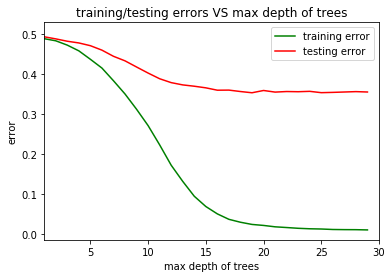 training/testing errors VS max depth of trees
training error
testing error
0.5
0.4
0.3
0.2
0.1
0.0
error
5 10 15 20 25 30
max depth of trees